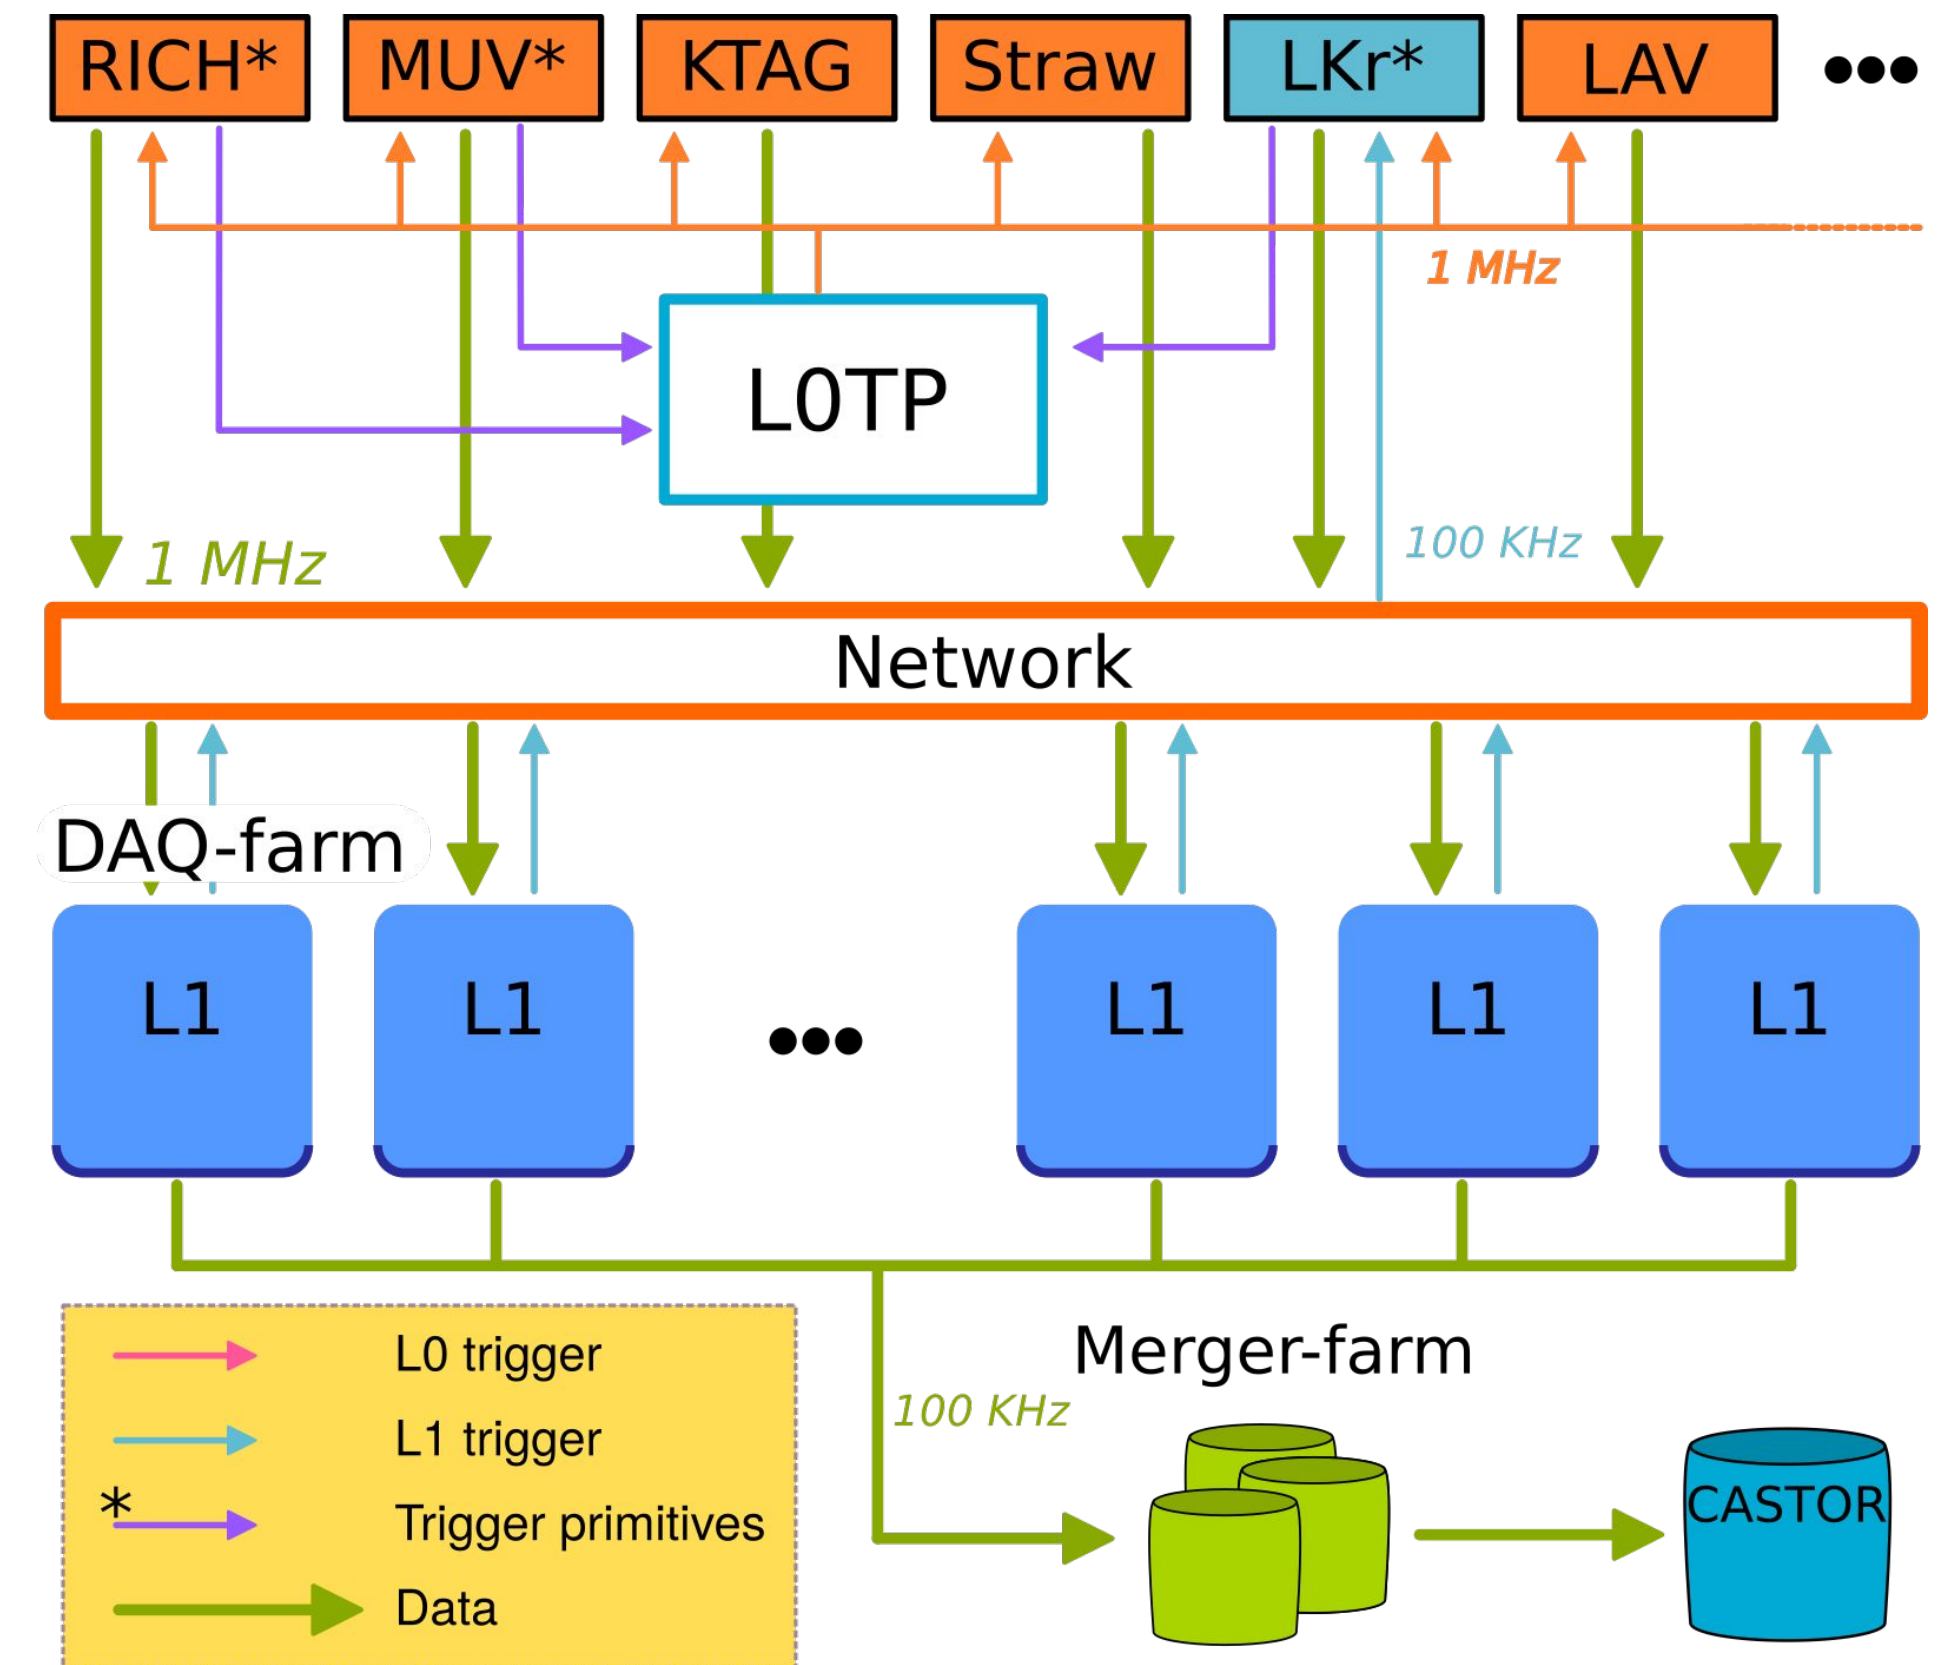 RICH* MUV* KTAG Straw LKr* LAV •••
1 MHz
L0TP
1 MHz
100 KHz
Network
DAQ-farm
L1 L1 ••• L1 L1 L1
Merger-farm
100 KHz
CASTOR
L0 trigger
L1 trigger
* Trigger primitives
Data